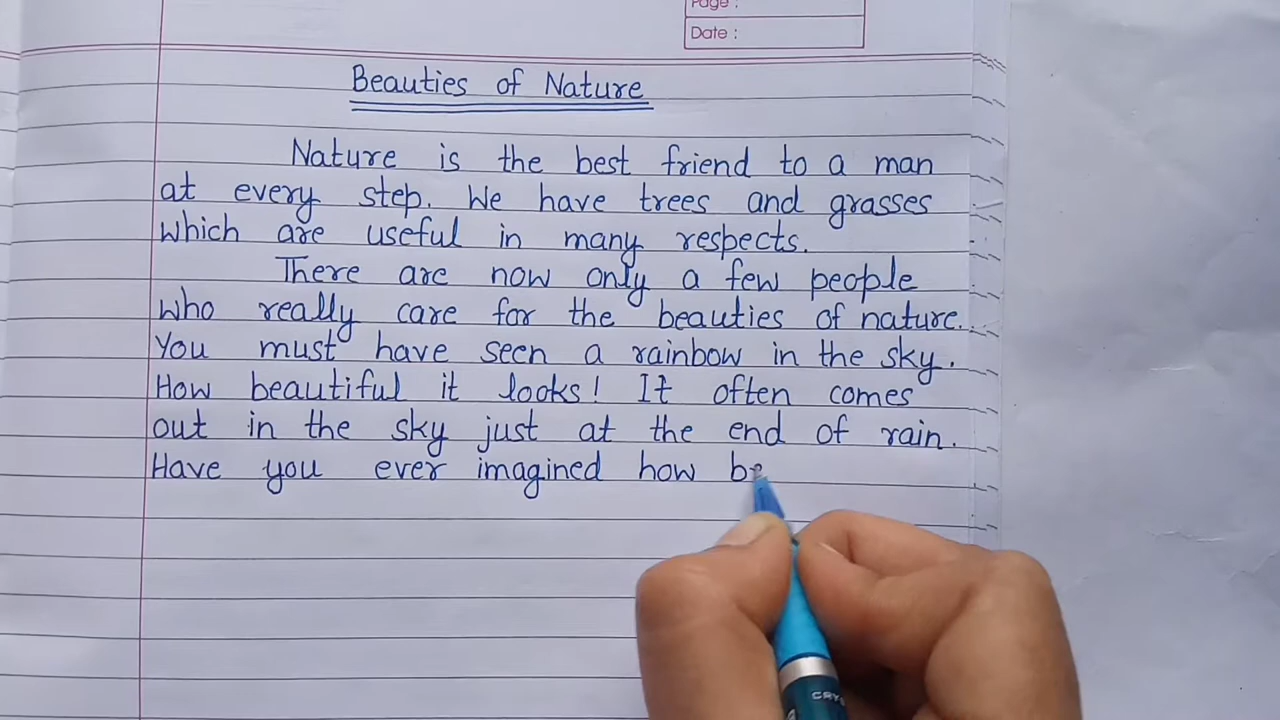 Page :
Date :
Beauties of Nature
Nature is the best friend to a man
at every step. We have trees and grasses
which are useful in many respects.
There are now only a few people
who really care for the beauties of nature.
You must have seen a rainbow in the sky.
How beautiful it looks! It often comes
out in the sky just at the end of rain.
Have you ever imagined how be